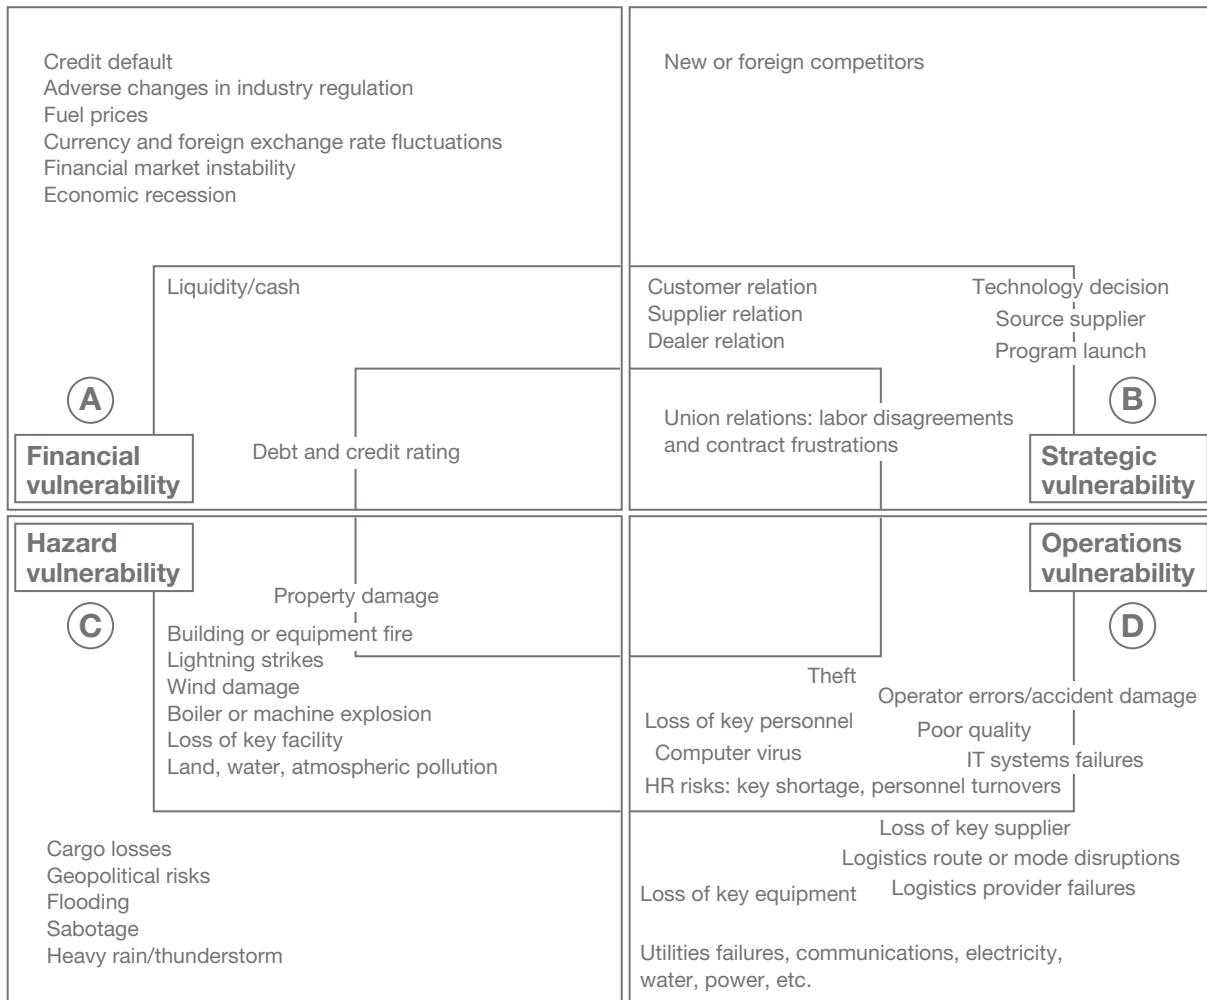 Credit default
Adverse changes in industry regulation
Fuel prices
Currency and foreign exchange rate fluctuations
Financial market instability
Economic recession
Liquidity/cash
A
Debt and credit rating
Financial
vulnerability
New or foreign competitors
Customer relation
Supplier relation
Dealer relation
Technology decision
Source supplier
Program launch
B
Union relations: labor disagreements
and contract frustrations
Strategic
vulnerability
Hazard
vulnerability
C
Property damage
Building or equipment fire
Lightning strikes
Wind damage
Boiler or machine explosion
Loss of key facility
Land, water, atmospheric pollution
Cargo losses
Geopolitical risks
Flooding
Sabotage
Heavy rain/thunderstorm
Operations
vulnerability
D
Theft
Operator errors/accident damage
Loss of key personnel
Poor quality
Computer virus
IT systems failures
HR risks: key shortage, personnel turnovers
Loss of key supplier
Logistics route or mode disruptions
Loss of key equipment
Logistics provider failures
Utilities failures, communications, electricity,
water, power, etc.